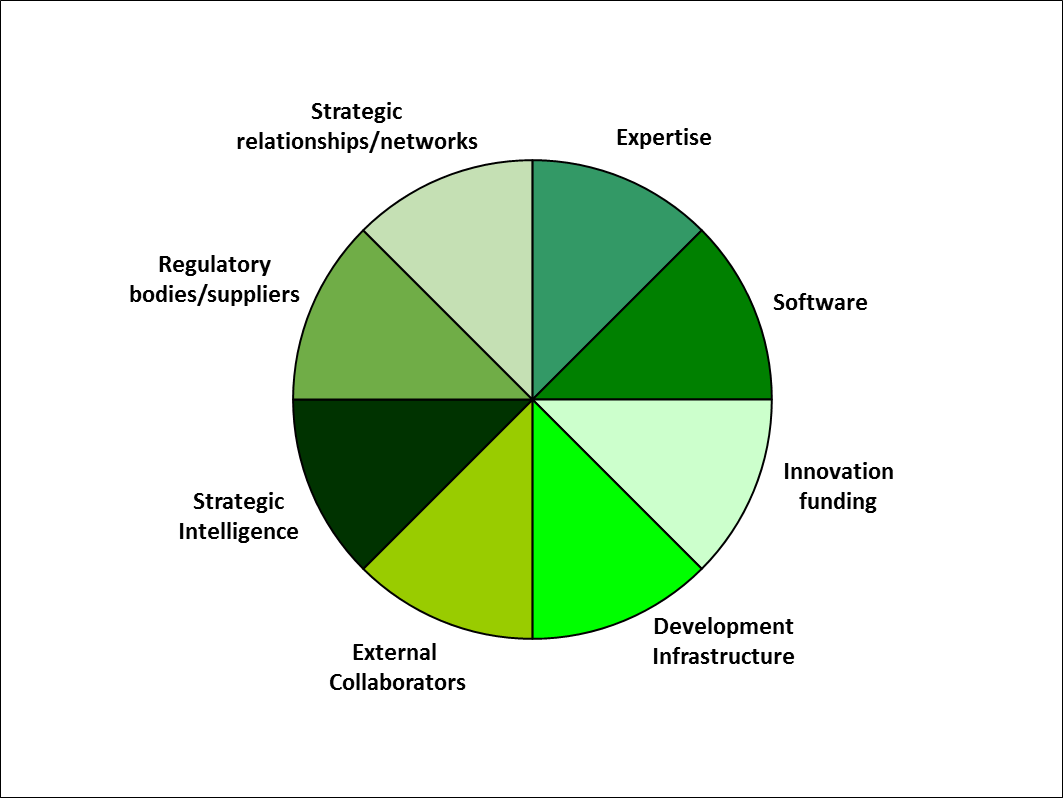 Strategic
relationships/networks
Expertise
Regulatory
bodies/suppliers
Software
Innovation
funding
Strategic
Intelligence
Development
Infrastructure
External
Collaborators